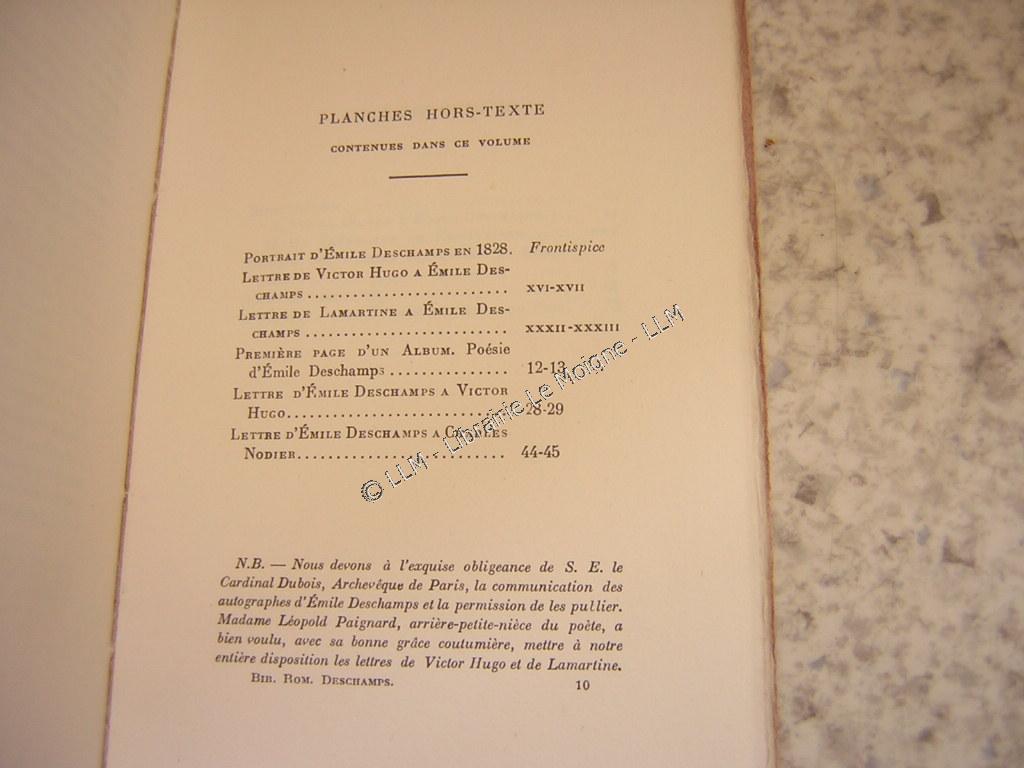 PLANCHES HORS-TEXTE
CONTENUES DANS CE VOLUME
PORTRAIT D'ÉMILE DESCHAMPS EN 1828. Frontispice
LETTRE DE VICTOR HUGO A ÉMILE DES-
CHAMPS .......................... XVI-XVII
LETTRE DE LAMARTINE A ÉMILE DES-
CHAMPS .......................... XXXII-XXXIII
PREMIÈRE PAGE D'UN ALBUM. Poésie
d'Émile Deschamps ............... 12-13
LETTRE D'ÉMILE DESCHAMPS A VICTOR
HUGO............................. 28-29
LETTRE D'ÉMILE DESCHAMPS A CHARLES
NODIER........................... 44-45
© LLM - Librairie Le Moigne - LLM
N.B. — Nous devons à l'exquise obligeance de S. E. le
Cardinal Dubois, Archevêque de Paris, la communication des
autographes d'Émile Deschamps et la permission de les pullier.
Madame Léopold Paignard, arrière-petite-nièce du poète, a
bien voulu, avec sa bonne grâce coutumière, mettre à notre
entière disposition les lettres de Victor Hugo et de Lamartine.
BIB. ROM. DESCHAMPS. 10